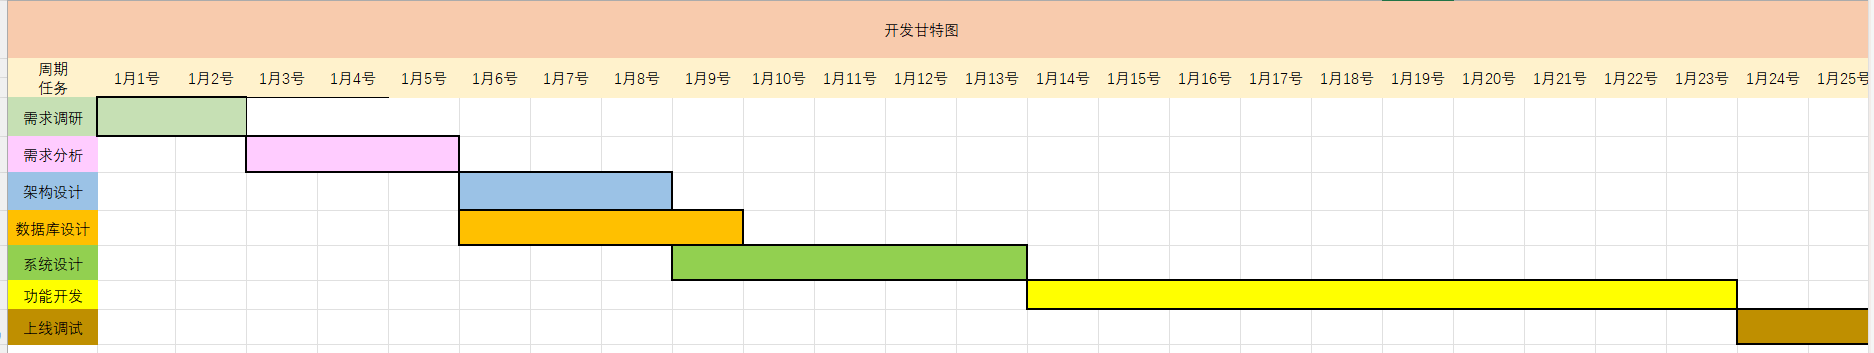 开发甘特图
周期
任务
1月1号 1月2号 1月3号 1月4号 1月5号 1月6号 1月7号 1月8号 1月9号 1月10号 1月11号 1月12号 1月13号 1月14号 1月15号 1月16号 1月17号 1月18号 1月19号 1月20号 1月21号 1月22号 1月23号 1月24号 1月25号
需求调研
需求分析
架构设计
数据库设计
系统设计
功能开发
上线调试